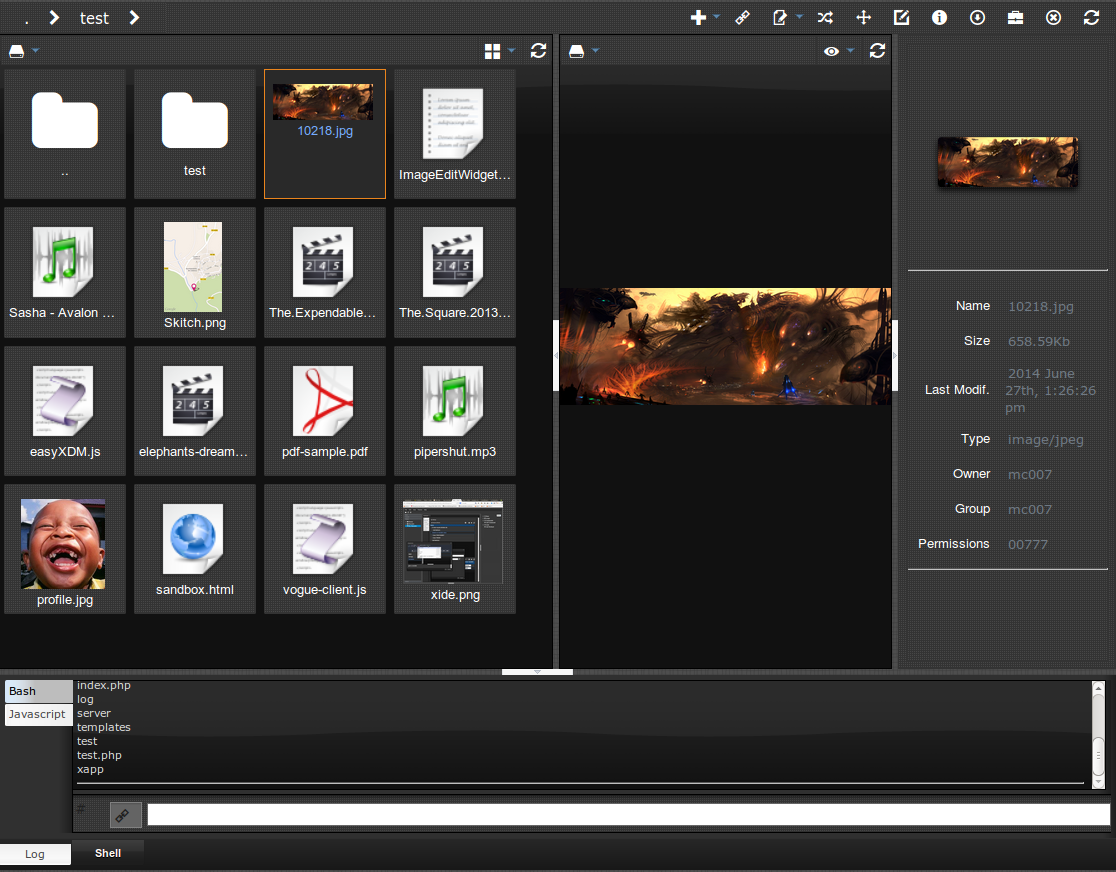 . test
..
test
10218.jpg
ImageEditWidget...
Sasha - Avalon ...
Skitch.png
The.Expendable...
The.Square.2013...
easyXDM.js
elephants-dream...
pdf-sample.pdf
pipershut.mp3
profile.jpg
sandbox.html
vogue-client.js
xide.png
Name 10218.jpg
Size 658.59Kb
Last Modif. 2014 June
27th, 1:26:26
pm
Type image/jpeg
Owner mc007
Group mc007
Permissions 00777
Bash
Javascript
index.php
log
server
templates
test
test.php
xapp
#
Log Shell